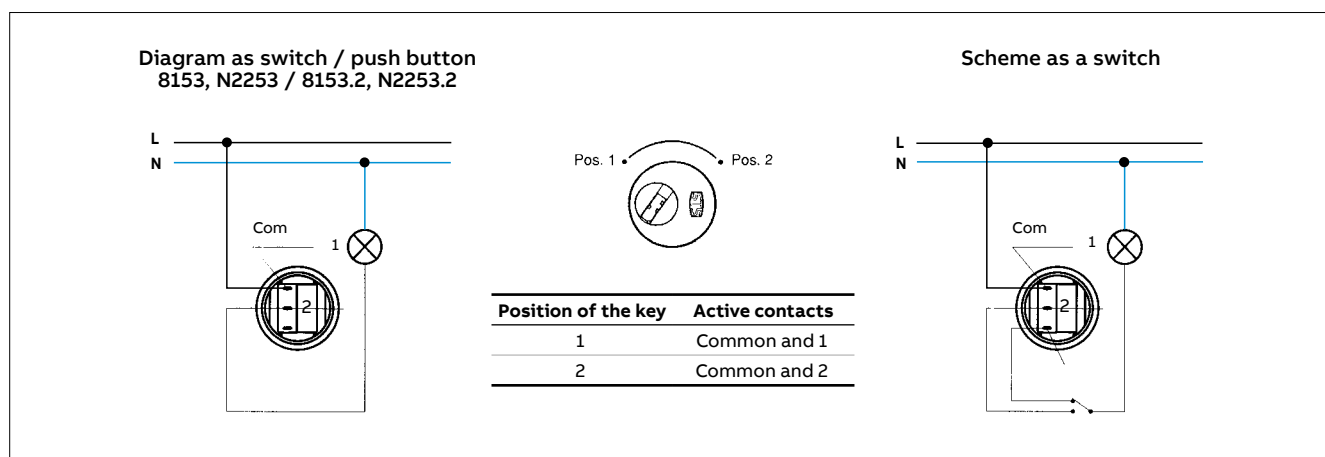 Diagram as switch / push button
8153, N2253 / 8153.2, N2253.2
L
N
Com
1
2
Pos. 1
Pos. 2
Position of the key Active contacts
1 Common and 1
2 Common and 2
Scheme as a switch
L
N
Com
1
2